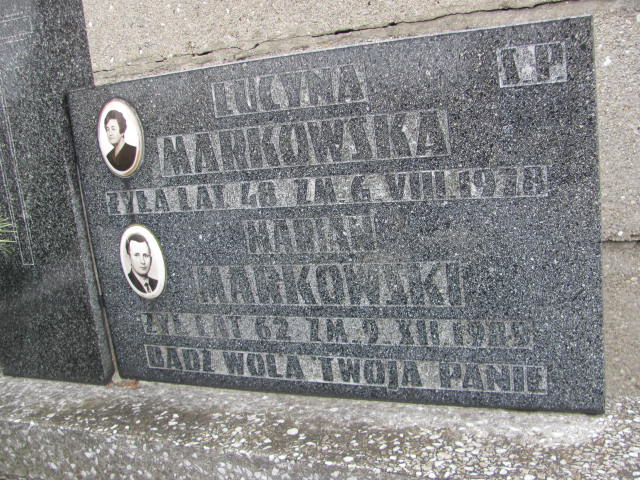 Ś P
LUCYNA
MARKOWSKA
ŻYŁA LAT 48 ZM. 6 VIII 1978
MARIAN
MARKOWSKI
ŻYŁ LAT 62 ZM. 9 XII 1985
BĄDŹ WOLA TWOJA PANIE